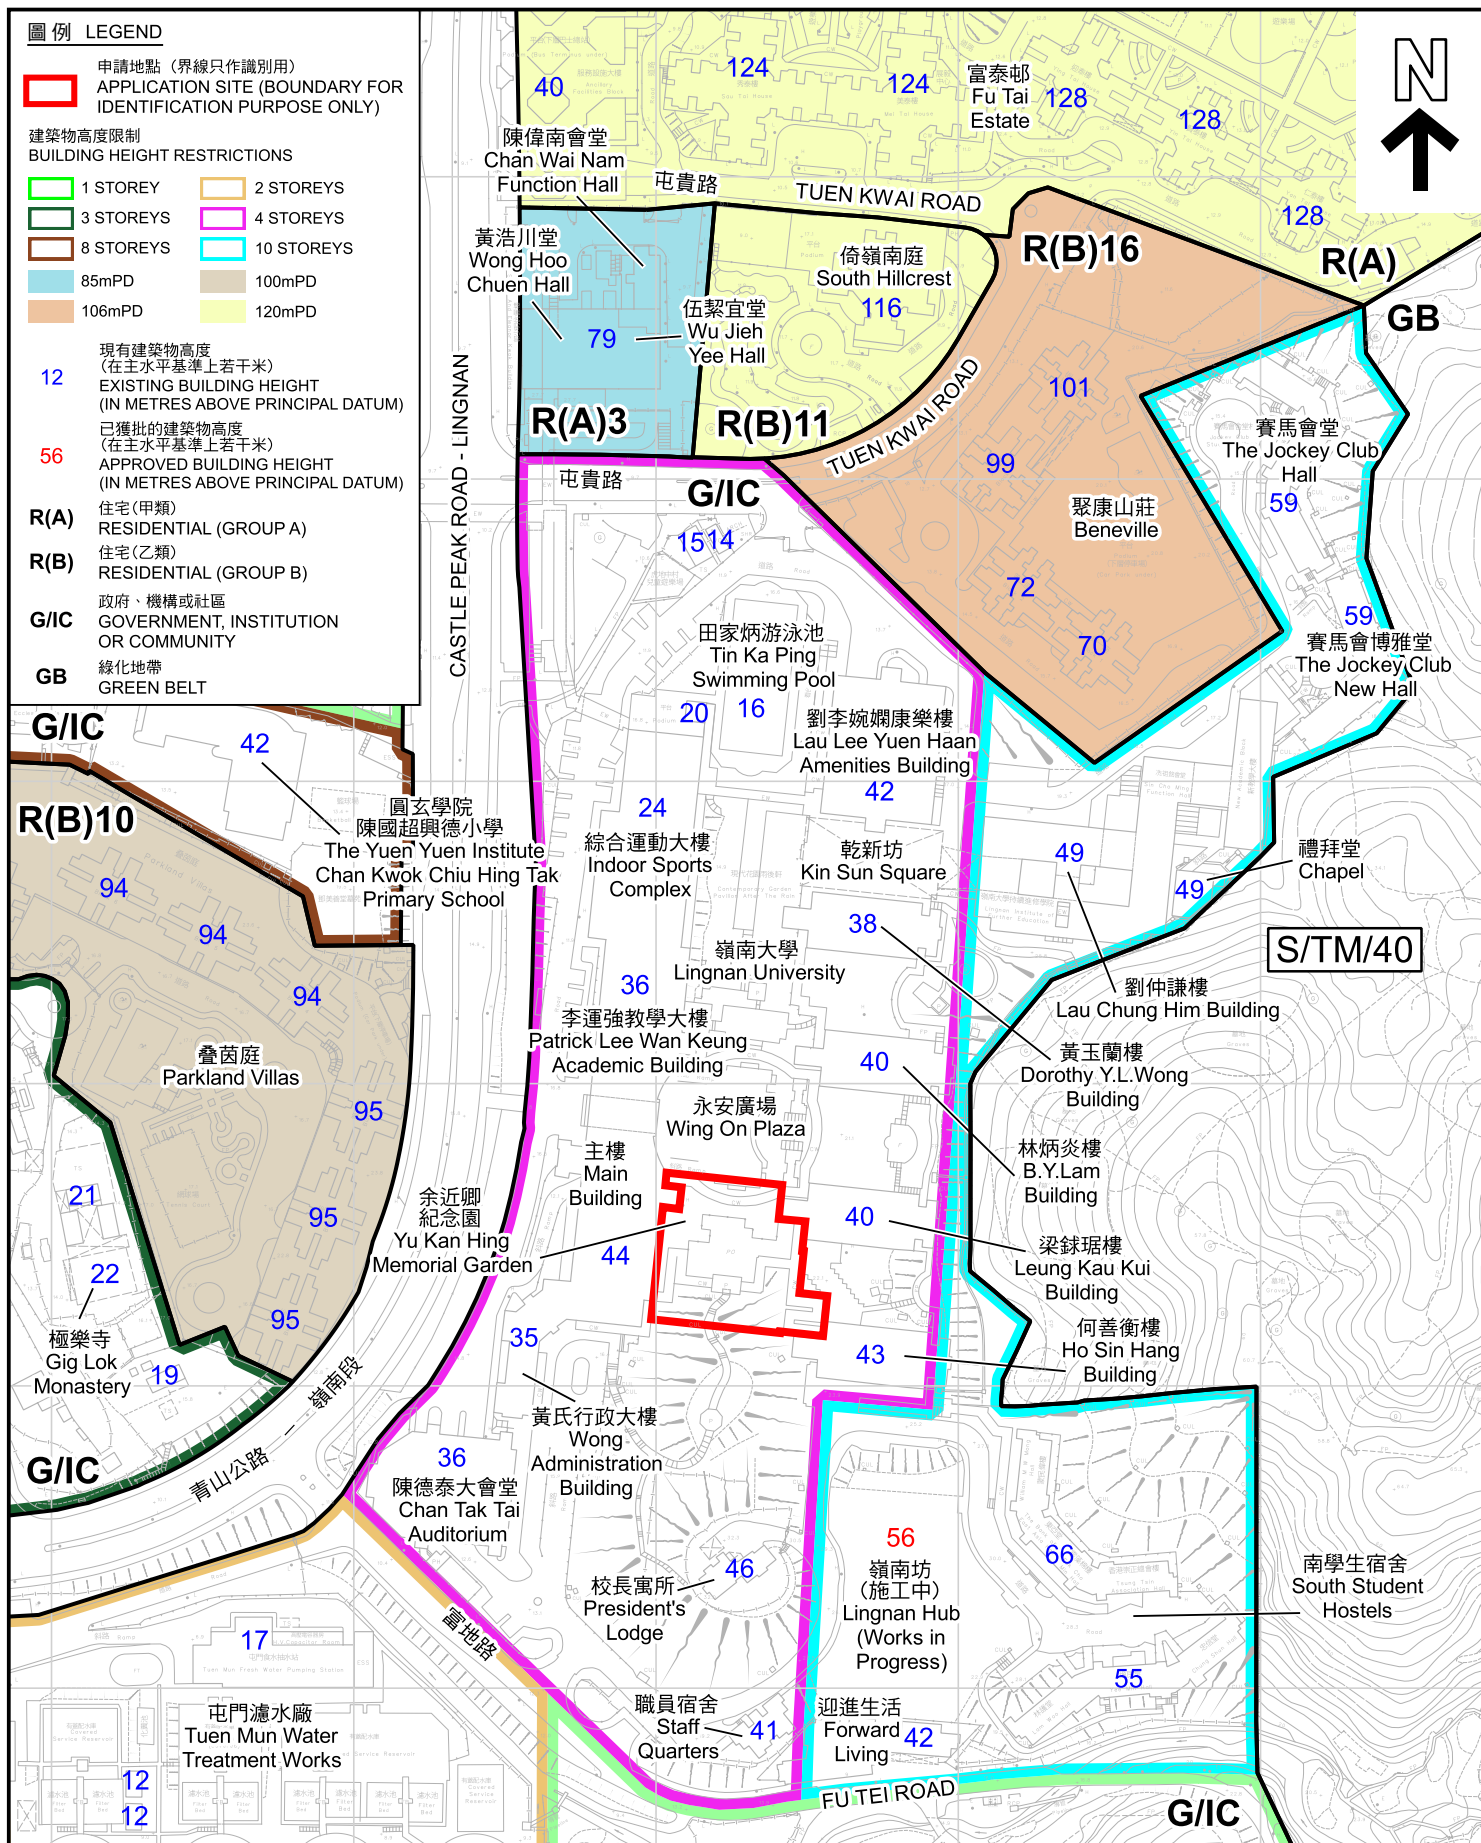 圖例 LEGEND
申請地點（界線只作識別用）
APPLICATION SITE (BOUNDARY FOR
IDENTIFICATION PURPOSE ONLY)
建築物高度限制
BUILDING HEIGHT RESTRICTIONS
1 STOREY
2 STOREYS
3 STOREYS
4 STOREYS
8 STOREYS
10 STOREYS
85mPD
100mPD
106mPD
120mPD
12
現有建築物高度
(在主水平基準上若干米)
EXISTING BUILDING HEIGHT
(IN METRES ABOVE PRINCIPAL DATUM)
56
已獲批的建築物高度
(在主水平基準上若干米)
APPROVED BUILDING HEIGHT
(IN METRES ABOVE PRINCIPAL DATUM)
R(A)
住宅(甲類)
RESIDENTIAL (GROUP A)
R(B)
住宅(乙類)
RESIDENTIAL (GROUP B)
G/IC
政府、機構或社區
GOVERNMENT, INSTITUTION
OR COMMUNITY
GB
綠化地帶
GREEN BELT
N
40
124
124
富泰邨
Fu Tai
Estate
128
128
128
陳偉南會堂
Chan Wai Nam
Function Hall
屯貴路
TUEN KWAI ROAD
R(B)16
R(A)
GB
黃浩川堂
Wong Hoo
Chuen Hall
79
伍絜宜堂
Wu Jieh
Yee Hall
倚嶺南庭
South Hillcrest
116
R(A)3
R(B)11
TUEN KWAI ROAD
101
99
聚康山莊
Beneville
72
70
賽馬會堂
The Jockey Club
Hall
59
59
賽馬會博雅堂
The Jockey Club
New Hall
CASTLE PEAK ROAD - LINGNAN
屯貴路
G/IC
15
14
田家炳游泳池
Tin Ka Ping
Swimming Pool
20
16
劉李婉嫻康樂樓
Lau Lee Yuen Haan
Amenities Building
42
G/IC
42
R(B)10
圓玄學院
陳國超興德小學
The Yuen Yuen Institute
Chan Kwok Chiu Hing Tak
Primary School
24
綜合運動大樓
Indoor Sports
Complex
乾新坊
Kin Sun Square
49
禮拜堂
Chapel
49
94
94
94
38
嶺南大學
Lingnan University
S/TM/40
36
李運強教學大樓
Patrick Lee Wan Keung
Academic Building
劉仲謙樓
Lau Chung Him Building
疊茵庭
Parkland Villas
95
40
黃玉蘭樓
Dorothy Y.L.Wong
Building
永安廣場
Wing On Plaza
主樓
Main
Building
林炳炎樓
B.Y.Lam
Building
21
95
余近卿
紀念園
Yu Kan Hing
Memorial Garden
44
40
梁銶琚樓
Leung Kau Kui
Building
22
95
極樂寺
Gig Lok
Monastery
19
35
43
何善衡樓
Ho Sin Hang
Building
青山公路 － 嶺南段
G/IC
黃氏行政大樓
Wong
Administration
Building
36
陳德泰大會堂
Chan Tak Tai
Auditorium
56
嶺南坊
(施工中)
Lingnan Hub
(Works in
Progress)
66
46
校長寓所
President's
Lodge
南學生宿舍
South Student
Hostels
17
富地路
55
屯門濾水廠
Tuen Mun Water
Treatment Works
職員宿舍
Staff
Quarters
41
迎進生活
Forward
Living
42
12
12
FU TEI ROAD
G/IC